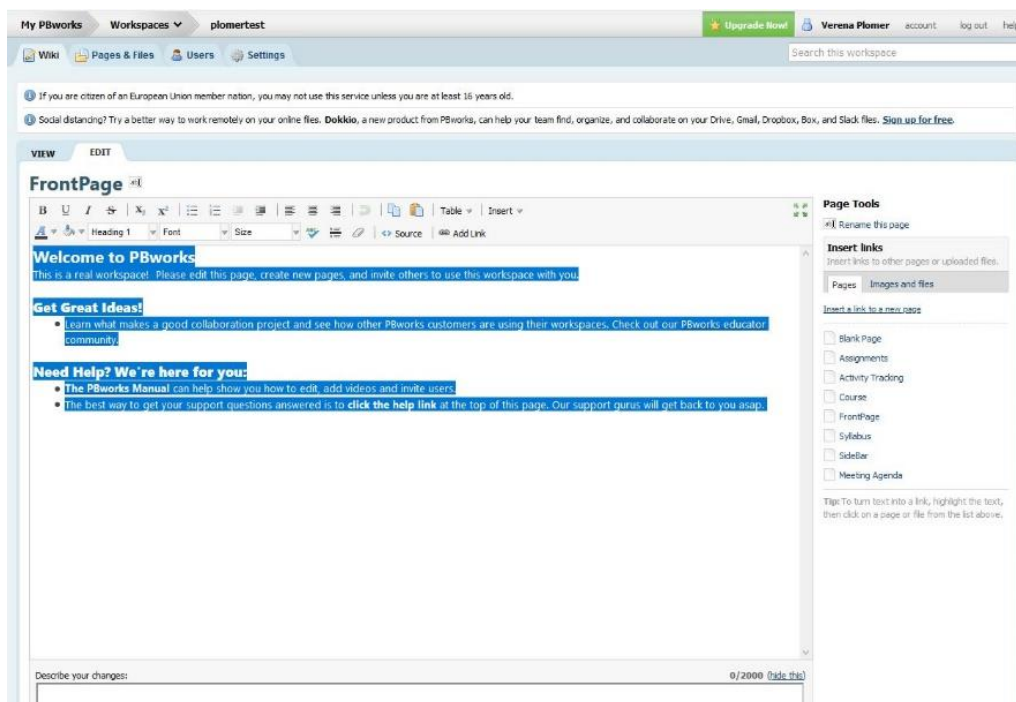 My PBworks Workspaces plomertest Upgrade Now! Verena Plomer account log out help
Wiki Pages & Files Users Settings Search this workspace
If you are citizen of an European Union member nation, you may not use this service unless you are at least 16 years old.
Social distancing? Try a better way to work remotely on your online files. Dokkio, a new product from PBworks, can help your team find, organize, and collaborate on your Drive, Gmail, Dropbox, Box, and Slack files. Sign up for free.
VIEW EDIT
FrontPage
B U I S X₂ X² Table Insert
A Heading 1 Font Size Source Add Link
Welcome to PBworks
This is a real workspace! Please edit this page, create new pages, and invite others to use this workspace with you.
Get Great Ideas!
Learn what makes a good collaboration project and see how other PBworks customers are using their workspaces. Check out our PBworks educator
community.
Need Help? We're here for you:
The PBworks Manual can help show you how to edit, add videos and invite users.
The best way to get your support questions answered is to click the help link at the top of this page. Our support gurus will get back to you asap.
Describe your changes: 0/2000 (hide this)
Page Tools
Rename this page
Insert links
Insert links to other pages or uploaded files.
Pages Images and files
Insert a link to a new page
Blank Page
Assignments
Activity Tracking
Course
FrontPage
Syllabus
SideBar
Meeting Agenda
Tip: To turn text into a link, highlight the text,
then click on a page or file from the list above.